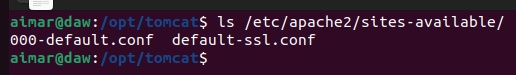 aimar@daw:/opt/tomcat$ ls /etc/apache2/sites-available/
000-default.conf  default-ssl.conf
aimar@daw:/opt/tomcat$